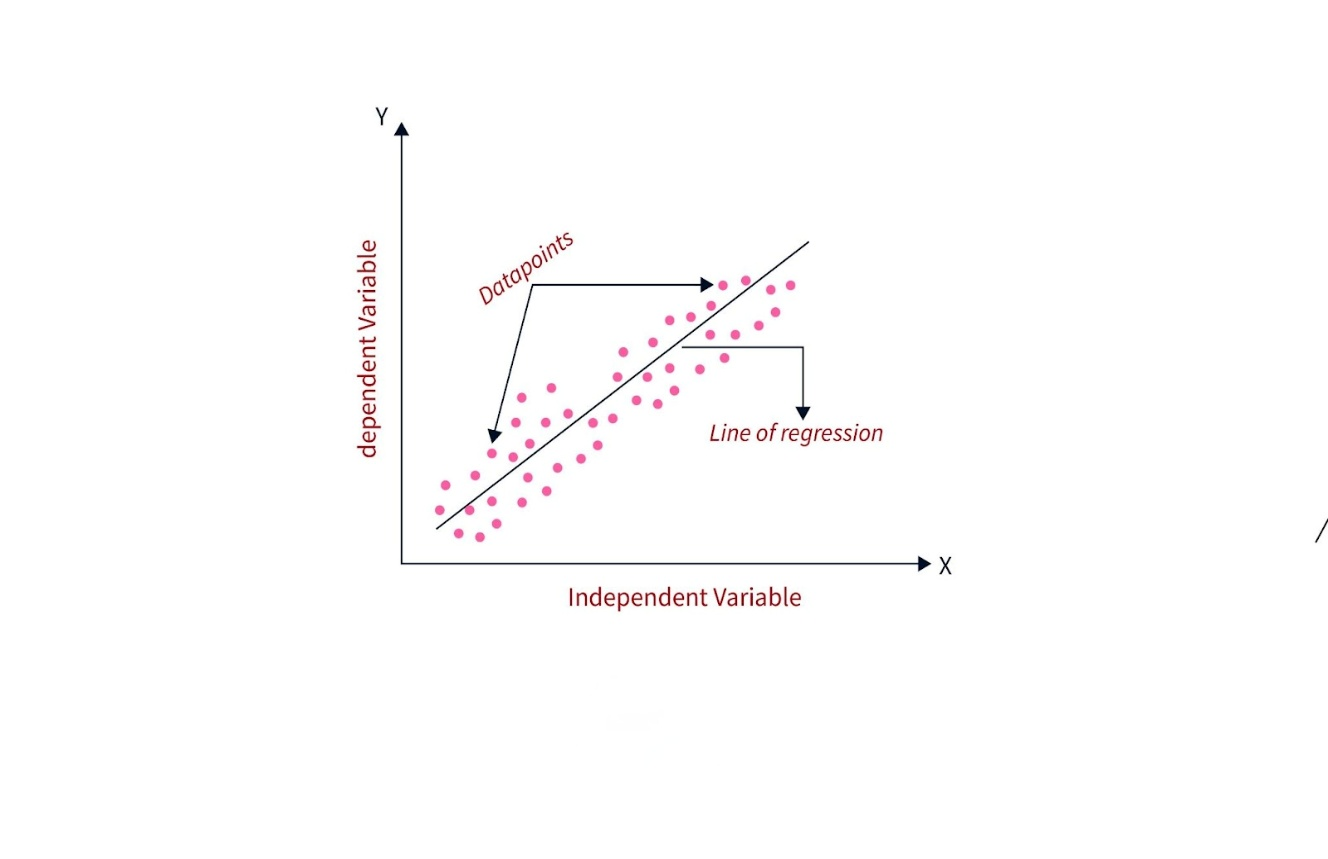 Y
Datapoints
dependent Variable
Line of regression
X
Independent Variable